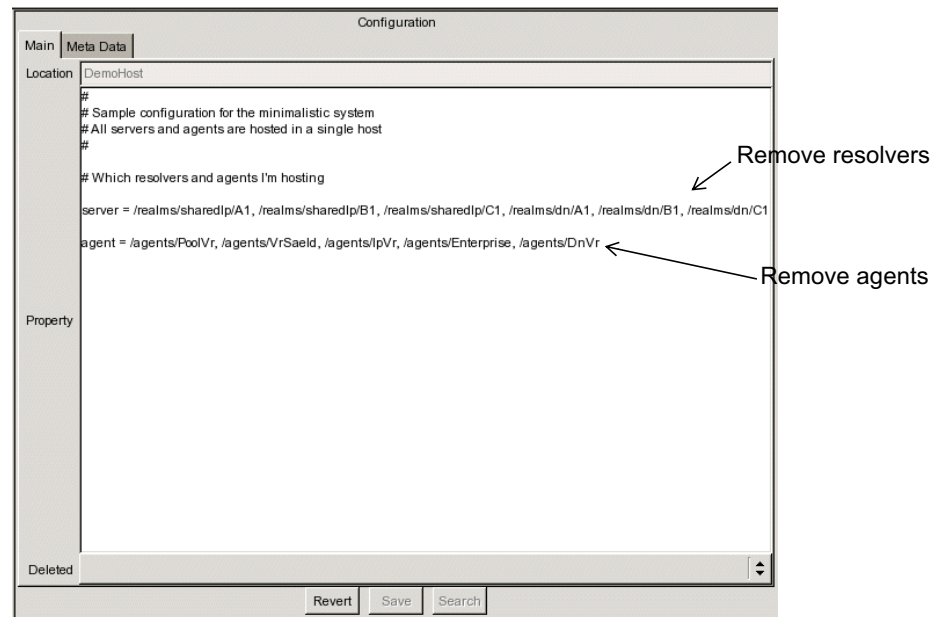 Configuration
Main Meta Data
Location DemoHost
#
# Sample configuration for the minimalistic system
# All servers and agents are hosted in a single host
#
# Which resolvers and agents I'm hosting
Remove resolvers
server = /realms/sharedIp/A1, /realms/sharedIp/B1, /realms/sharedIp/C1, /realms/dn/A1, /realms/dn/B1, /realms/dn/C1
agent = /agents/PoolVr, /agents/VrSaeId, /agents/IpVr, /agents/Enterprise, /agents/DnVr
Remove agents
Property
Deleted
Revert Save Search